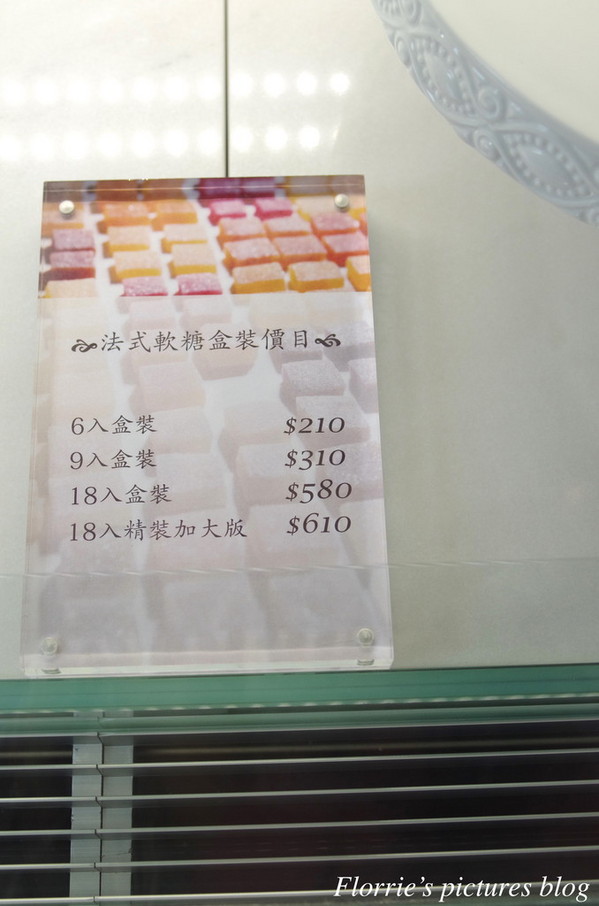 法式軟糖盒裝價目
6入盒裝 $210
9入盒裝 $310
18入盒裝 $580
18入精裝加大版 $610
Florrie's pictures blog